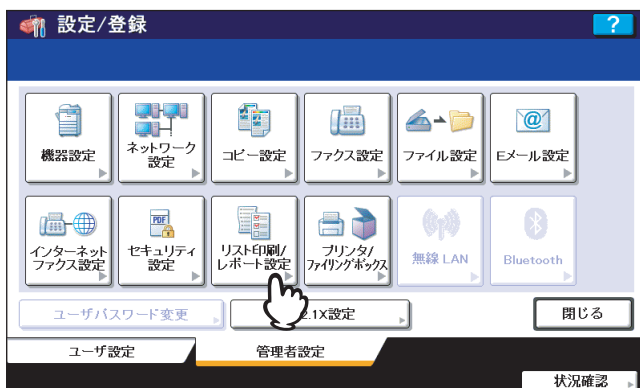 設定/登録
?
機器設定
ネットワーク
設定
コピー設定
ファクス設定
ファイル設定
Eメール設定
@
インターネット
ファクス設定
PDF
セキュリティ
設定
リスト印刷/
レポート設定
プリンタ/
ファイリングボックス
無線 LAN
Bluetooth
ユーザパスワード変更
2.1X設定
閉じる
ユーザ設定
管理者設定
状況確認